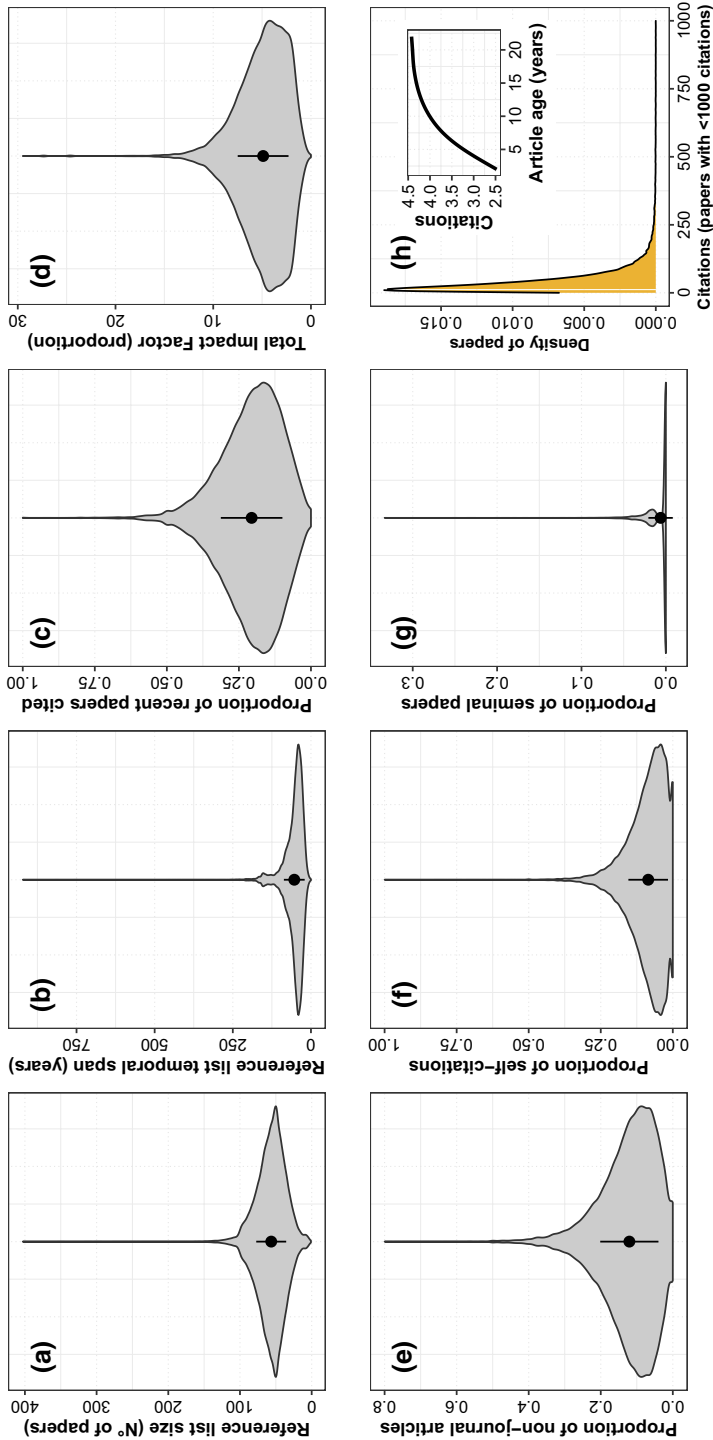 (a)
Reference list size (N° of papers)
0
100
200
300
400
(b)
Reference list temporal span (years)
0
250
500
750
(c)
Proportion of recent papers cited
0.00
0.25
0.50
0.75
1.00
(d)
Total Impact Factor (proportion)
0
10
20
30
(e)
Proportion of non−journal articles
0.0
0.2
0.4
0.6
0.8
(f)
Proportion of self−citations
0.00
0.25
0.50
0.75
1.00
(g)
Proportion of seminal papers
0.0
0.1
0.2
0.3
(h)
Density of papers
0.000
0.005
0.010
0.015
0 250 500 750 1000
Citations (papers with <1000 citations)
Citations
2.5
3.0
3.5
4.0
4.5
5 10 15 20
Article age (years)